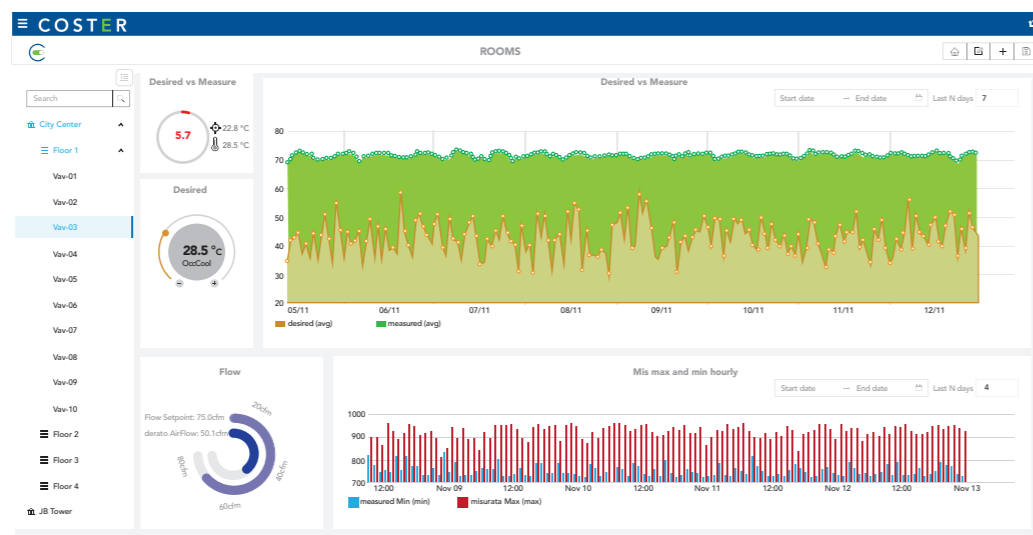 COSTER
ROOMS
Search
City Center
Floor 1
Vav-01
Vav-02
Vav-03
Vav-04
Vav-05
Vav-06
Vav-07
Vav-08
Vav-09
Vav-10
Floor 2
Floor 3
Floor 4
JB Tower
Desired vs Measure
5.7
22.8 °C
28.5 °C
Desired
28.5 °C
OccCool
Desired vs Measure
Start date → End date
Last N days 7
80
70
60
50
40
30
20
05/11 06/11 07/11 08/11 09/11 10/11 11/11 12/11
desired (avg) measured (avg)
Flow
Flow Setpoint: 75.0cfm
derato AirFlow: 50.1cfm
20cfm
40cfm
60cfm
80cfm
Mis max and min hourly
Start date → End date
Last N days 4
1000
900
800
700
12:00 Nov 09 12:00 Nov 10 12:00 Nov 11 12:00 Nov 12 12:00 Nov 13
measured Min (min) misurata Max (max)